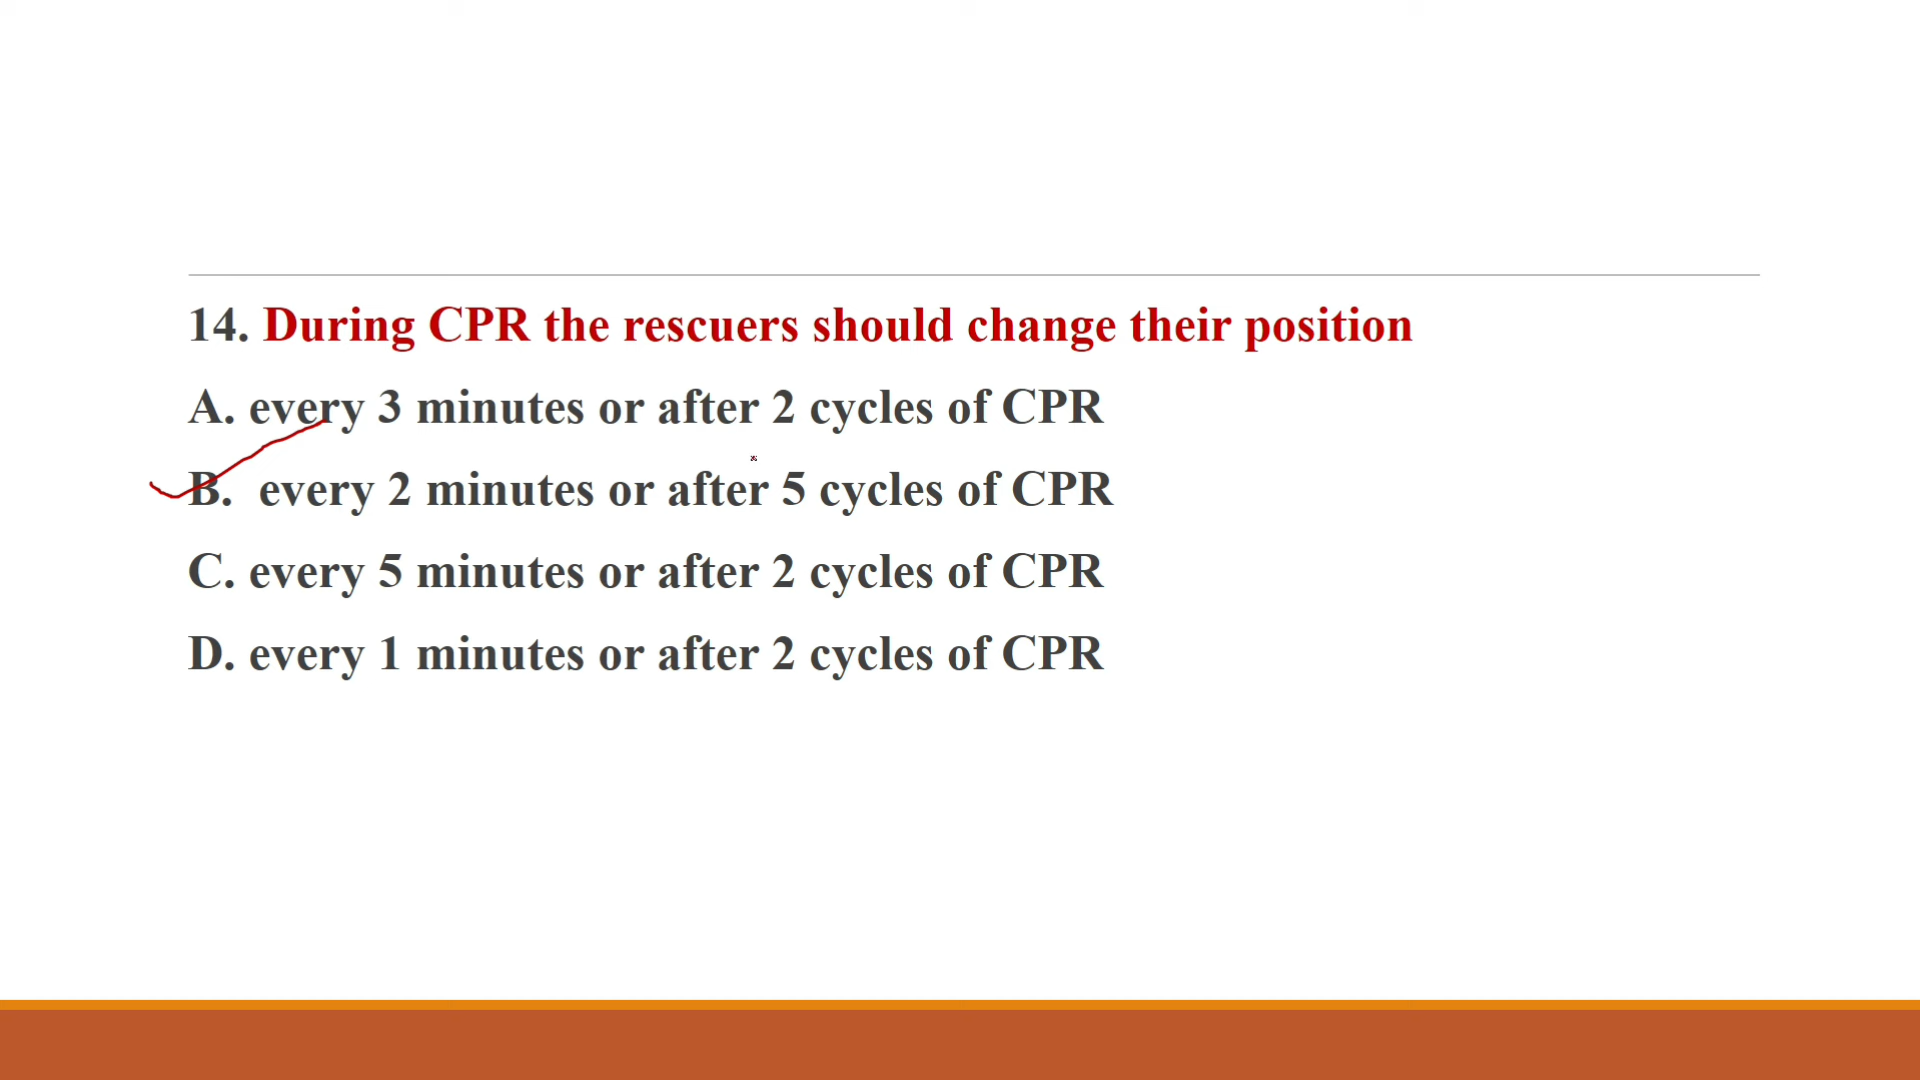 14. During CPR the rescuers should change their position
A. every 3 minutes or after 2 cycles of CPR
B. every 2 minutes or after 5 cycles of CPR
C. every 5 minutes or after 2 cycles of CPR
D. every 1 minutes or after 2 cycles of CPR